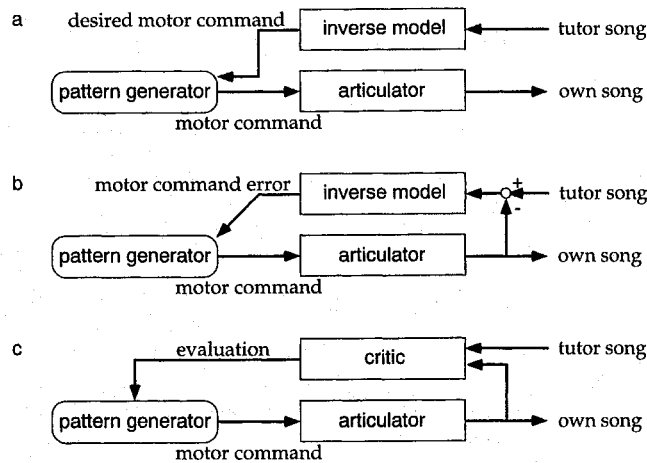 a
desired motor command
inverse model
tutor song
pattern generator
articulator
own song
motor command
b
motor command error
inverse model
+
tutor song
-
pattern generator
articulator
own song
motor command
c
evaluation
critic
tutor song
pattern generator
articulator
own song
motor command